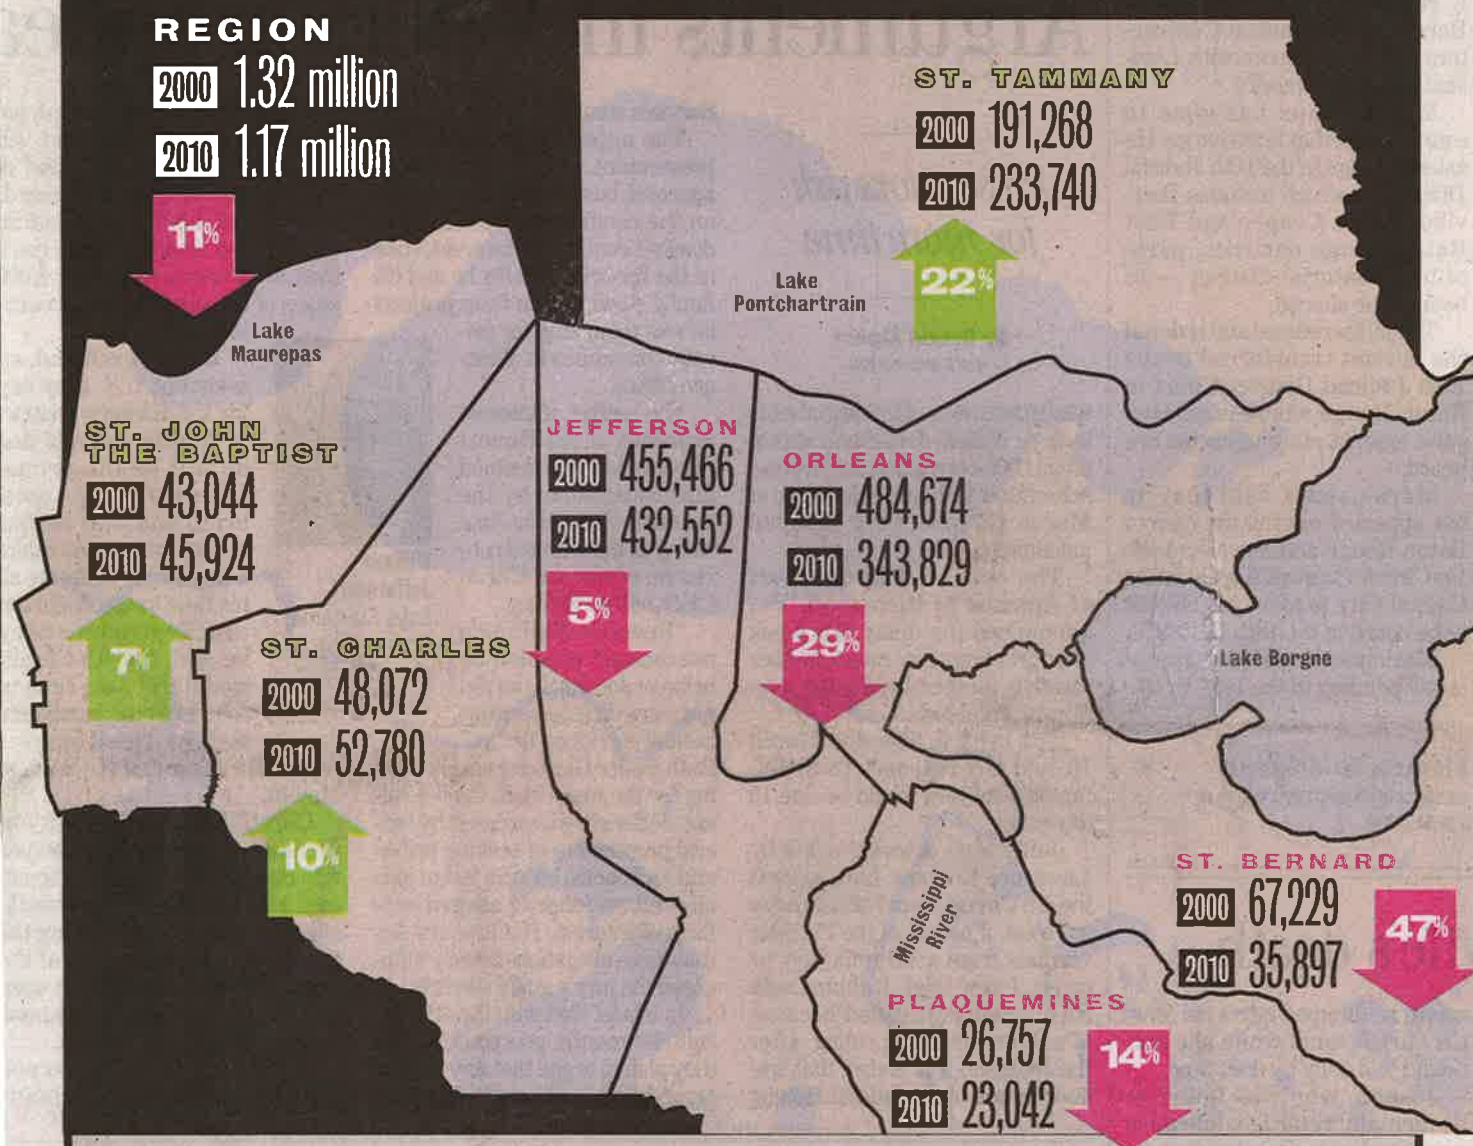 REGION
2000 1.32 million
2010 1.17 million
11%
ST. TAMMANY
2000 191,268
2010 233,740
22%
Lake
Pontchartrain
Lake
Maurepas
ST. JOHN
THE BAPTIST
2000 43,044
2010 45,924
7%
JEFFERSON
2000 455,466
2010 432,552
5%
ORLEANS
2000 484,674
2010 343,829
29%
ST. CHARLES
2000 48,072
2010 52,780
10%
Lake Borgne
Mississippi
River
ST. BERNARD
2000 67,229
2010 35,897
47%
PLAQUEMINES
2000 26,757
2010 23,042
14%